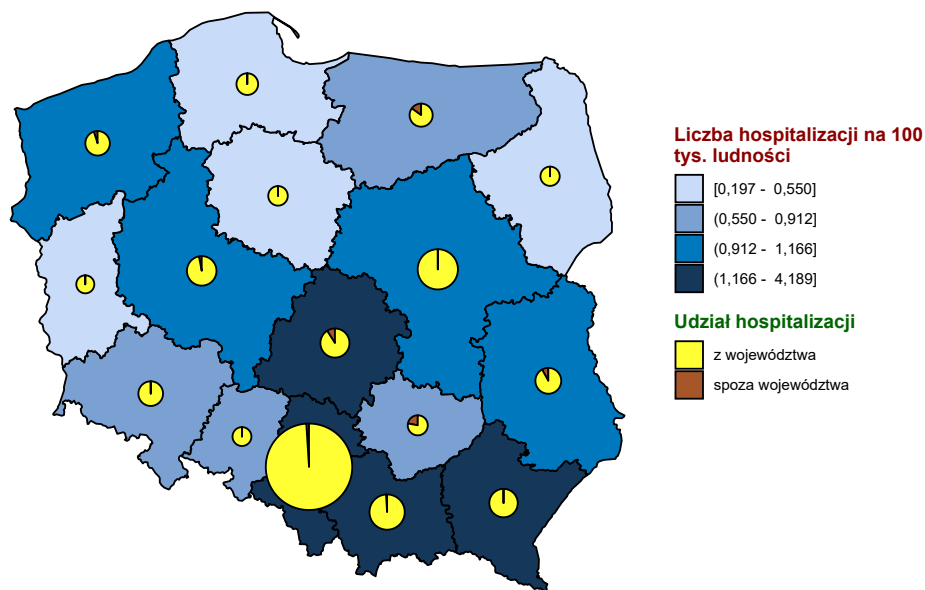 Liczba hospitalizacji na 100
tys. ludności
[0,197 - 0,550]
(0,550 - 0,912]
(0,912 - 1,166]
(1,166 - 4,189]
Udział hospitalizacji
z województwa
spoza województwa